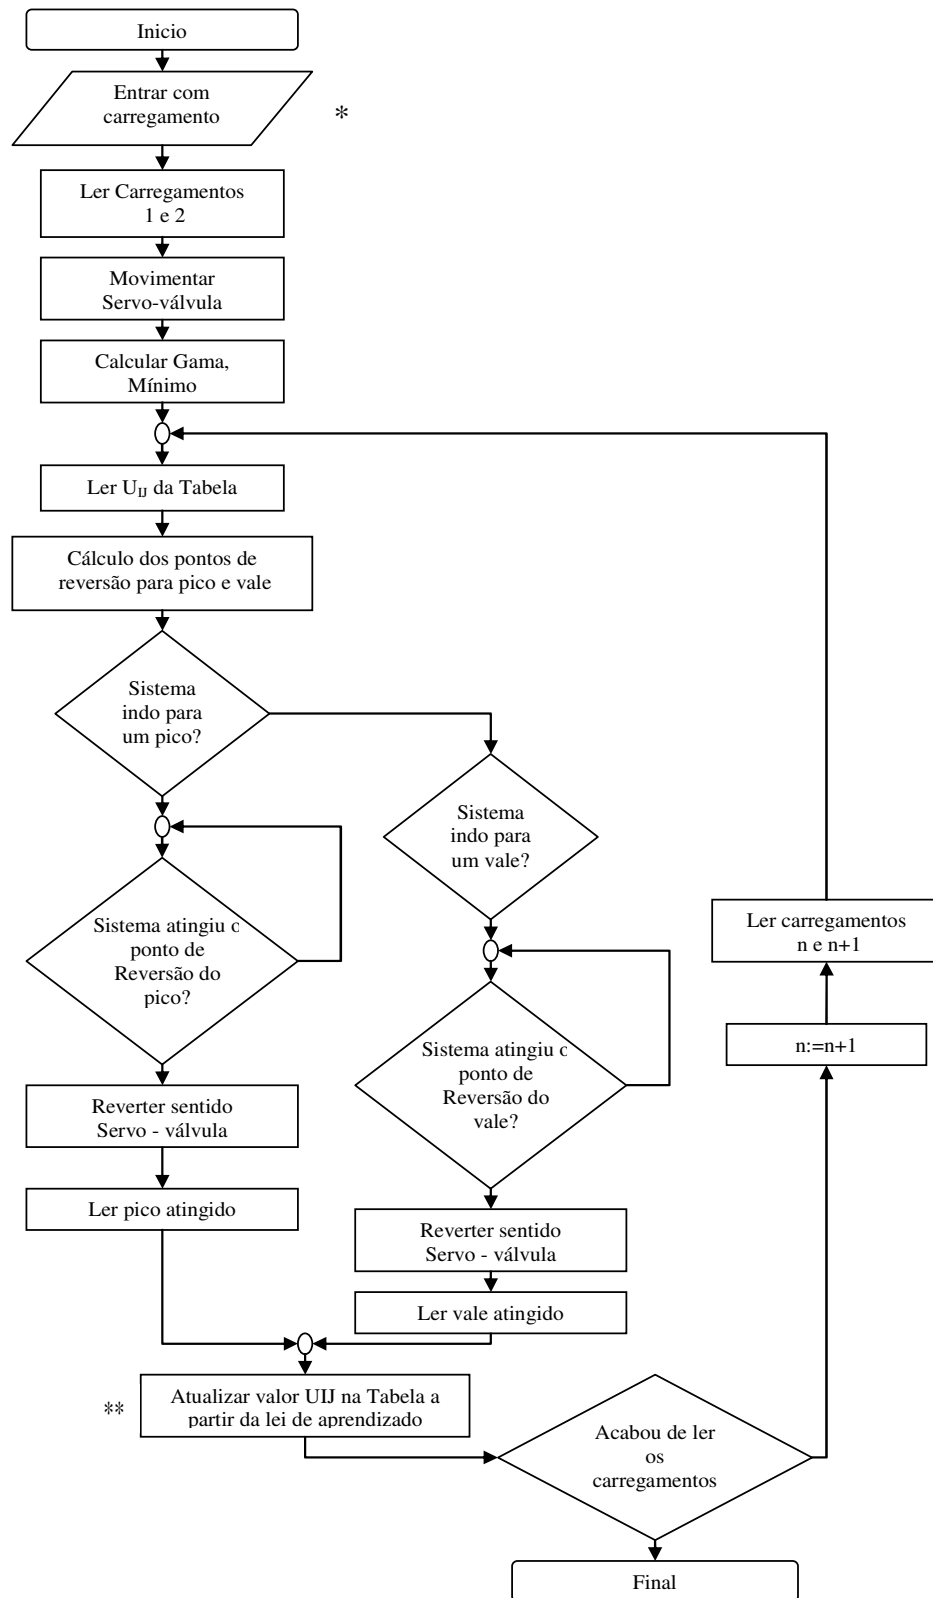 Inicio
Entrar com
carregamento
*
Ler Carregamentos
1 e 2
Movimentar
Servo-válvula
Calcular Gama,
Mínimo
Ler UIJ da Tabela
Cálculo dos pontos de
reversão para pico e vale
Sistema
indo para
um pico?
Sistema
indo para
um vale?
Sistema atingiu o
ponto de
Reversão do
pico?
Ler carregamentos
n e n+1
n:=n+1
Sistema atingiu o
ponto de
Reversão do
vale?
Reverter sentido
Servo - válvula
Ler pico atingido
Reverter sentido
Servo - válvula
Ler vale atingido
**
Atualizar valor UIJ na Tabela a
partir da lei de aprendizado
Acabou de ler
os
carregamentos
Final